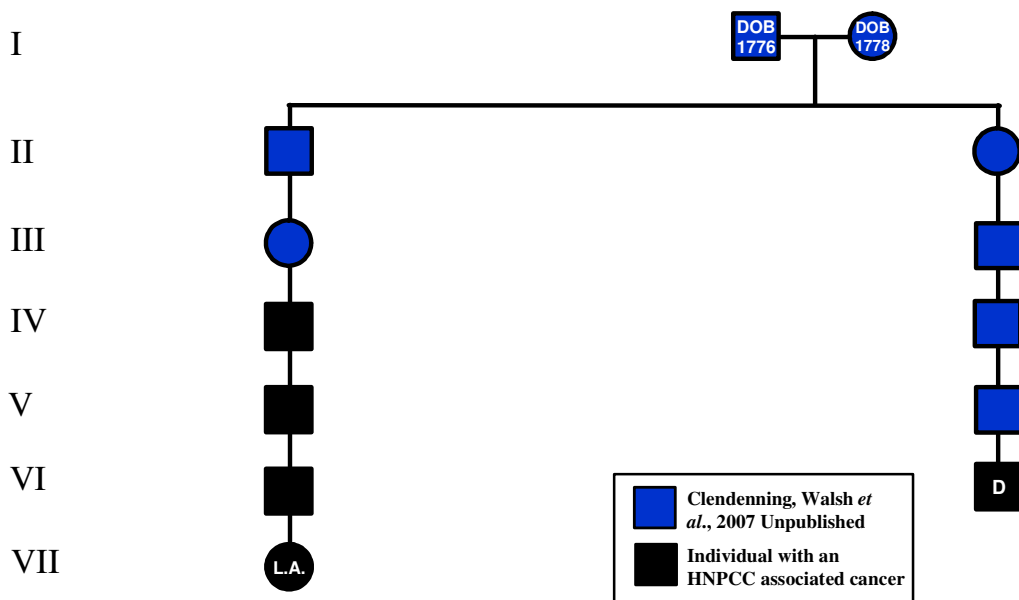 I
DOB
1776
DOB
1778
II
III
IV
V
VI
D
VII
L.A.
Clendenning, Walsh et
al., 2007 Unpublished
Individual with an
HNPCC associated cancer